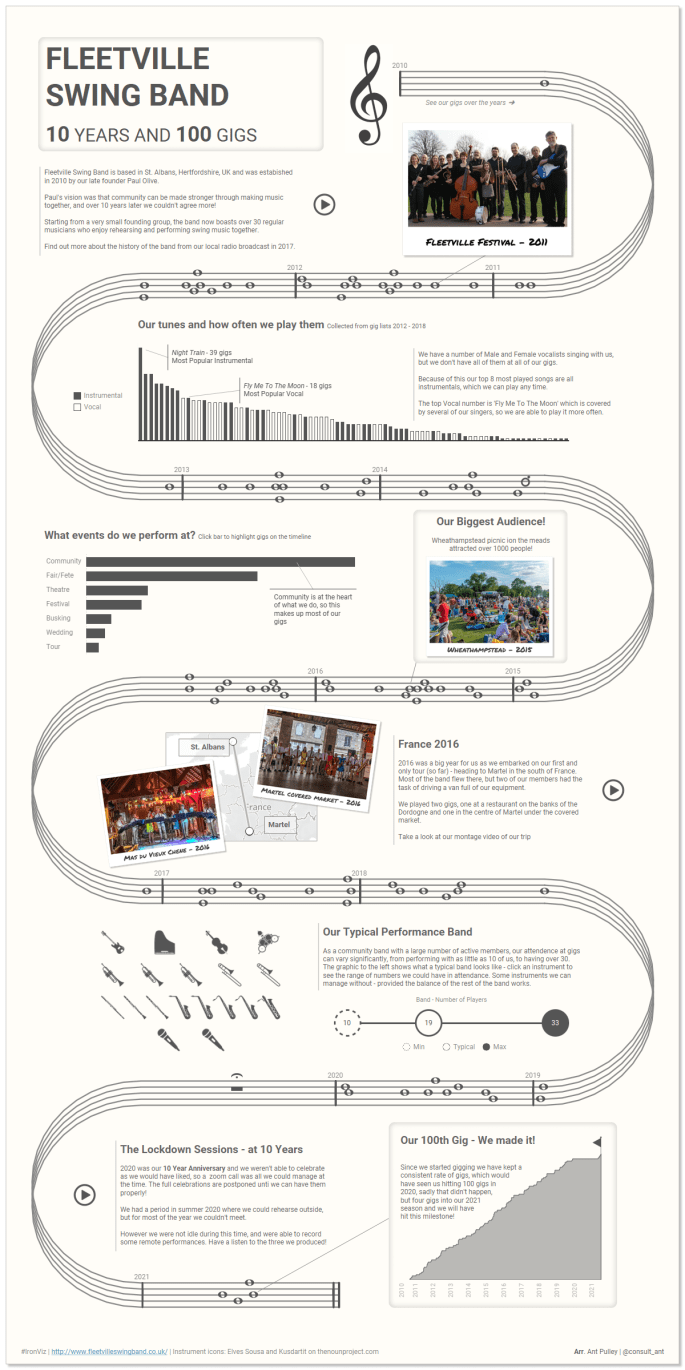 FLEETVILLE
SWING BAND
10 YEARS AND 100 GIGS
2010
See our gigs over the years ➔
Fleetville Swing Band is based in St. Albans, Hertfordshire, UK and was estabished
in 2010 by our late founder Paul Olive.
Paul's vision was that community can be made stronger through making music
together, and over 10 years later we couldn't agree more!
Starting from a very small founding group, the band now boasts over 30 regular
musicians who enjoy rehearsing and performing swing music together.
Find out more about the history of the band from our local radio broadcast in 2017.
Fleetville Festival - 2011
2012
2011
Our tunes and how often we play them Collected from gig lists 2012 - 2018
Night Train - 39 gigs
Most Popular Instrumental
Fly Me To The Moon - 18 gigs
Most Popular Vocal
Instrumental
Vocal
We have a number of Male and Female vocalists singing with us,
but we don't have all of them at all of our gigs.
Because of this our top 8 most played songs are all
instrumentals, which we can play any time.
The top Vocal number is 'Fly Me To The Moon' which is covered
by several of our singers, so we are able to play it more often.
2013
2014
What events do we perform at? Click bar to highlight gigs on the timeline
Community
Fair/Fete
Theatre
Festival
Busking
Wedding
Tour
Community is at the heart
of what we do, so this
makes up most of our
gigs
Our Biggest Audience!
Wheathampstead picnic ion the meads
attracted over 1000 people!
Wheathampstead - 2015
2016
2015
St. Albans
France
Martel
Martel covered market - 2016
Mas du Vieux Chene - 2016
France 2016
2016 was a big year for us as we embarked on our first and
only tour (so far) - heading to Martel in the south of France.
Most of the band flew there, but two of our members had the
task of driving a van full of our equipment.
We played two gigs, one at a restaurant on the banks of the
Dordogne and one in the centre of Martel under the covered
market.
Take a look at our montage video of our trip
2017
2018
Our Typical Performance Band
As a community band with a large number of active members, our attendence at gigs
can vary significantly, from performing with as little as 10 of us, to having over 30.
The graphic to the left shows what a typical band looks like - click an instrument to
see the range of numbers we could have in attendance. Some instruments we can
manage without - provided the balance of the rest of the band works.
Band - Number of Players
10
19
33
Min
Typical
Max
2020
2019
The Lockdown Sessions - at 10 Years
2020 was our 10 Year Anniversary and we weren't able to celebrate
as we would have liked, so a zoom call was all we could manage at
the time. The full celebrations are postponed unti we can have them
properly!
We had a period in summer 2020 where we could rehearse outside,
but for most of the year we couldn't meet.
However we were not idle during this time, and were able to record
some remote performances. Have a listen to the three we produced!
Our 100th Gig - We made it!
Since we started gigging we have kept a
consistent rate of gigs, which would
have seen us hitting 100 gigs in
2020, sadly that didn't happen,
but four gigs into our 2021
season and we will have
hit this milestone!
2010
2011
2012
2013
2014
2015
2016
2017
2018
2019
2020
2021
2021
#IronViz | http://www.fleetvilleswingband.co.uk/ | Instrument icons: Elves Sousa and Kusdartit on thenounproject.com
Arr. Ant Pulley | @consult_ant